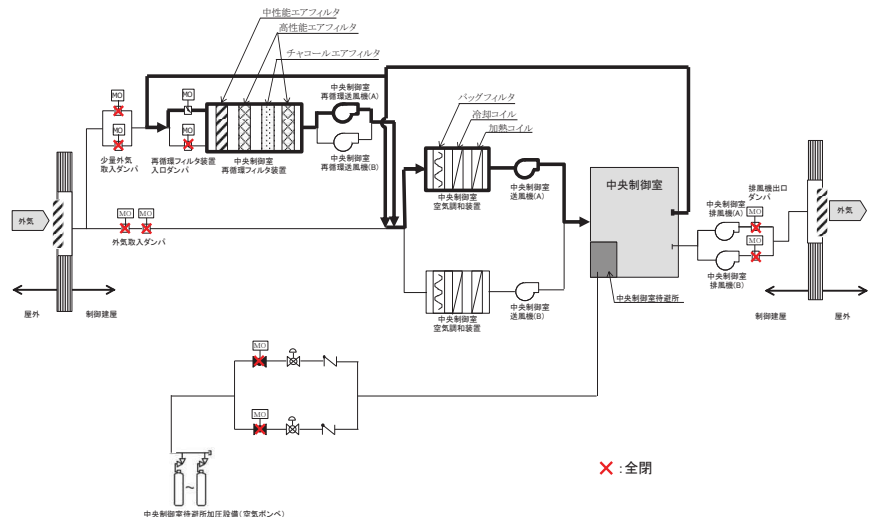 中性能エアフィルタ
高性能エアフィルタ
チャコールエアフィルタ
中央制御室
再循環送風機(A)
MO
MO
MO
MO
少量外気
取入ダンパ
再循環フィルタ装置
入口ダンパ
中央制御室
再循環フィルタ装置
中央制御室
再循環送風機(B)
バッグフィルタ
冷却コイル
加熱コイル
中央制御室
空気調和装置
中央制御室
送風機(A)
中央制御室
排風機出口
ダンパ
中央制御室
排風機(A)
MO
MO
中央制御室
排風機(B)
外気
外気
MO
MO
外気取入ダンパ
中央制御室
空気調和装置
中央制御室
送風機(B)
中央制御室待避所
屋外
制御建屋
制御建屋
屋外
MO
MO
～
中央制御室待避所加圧設備(空気ボンベ)
:全閉